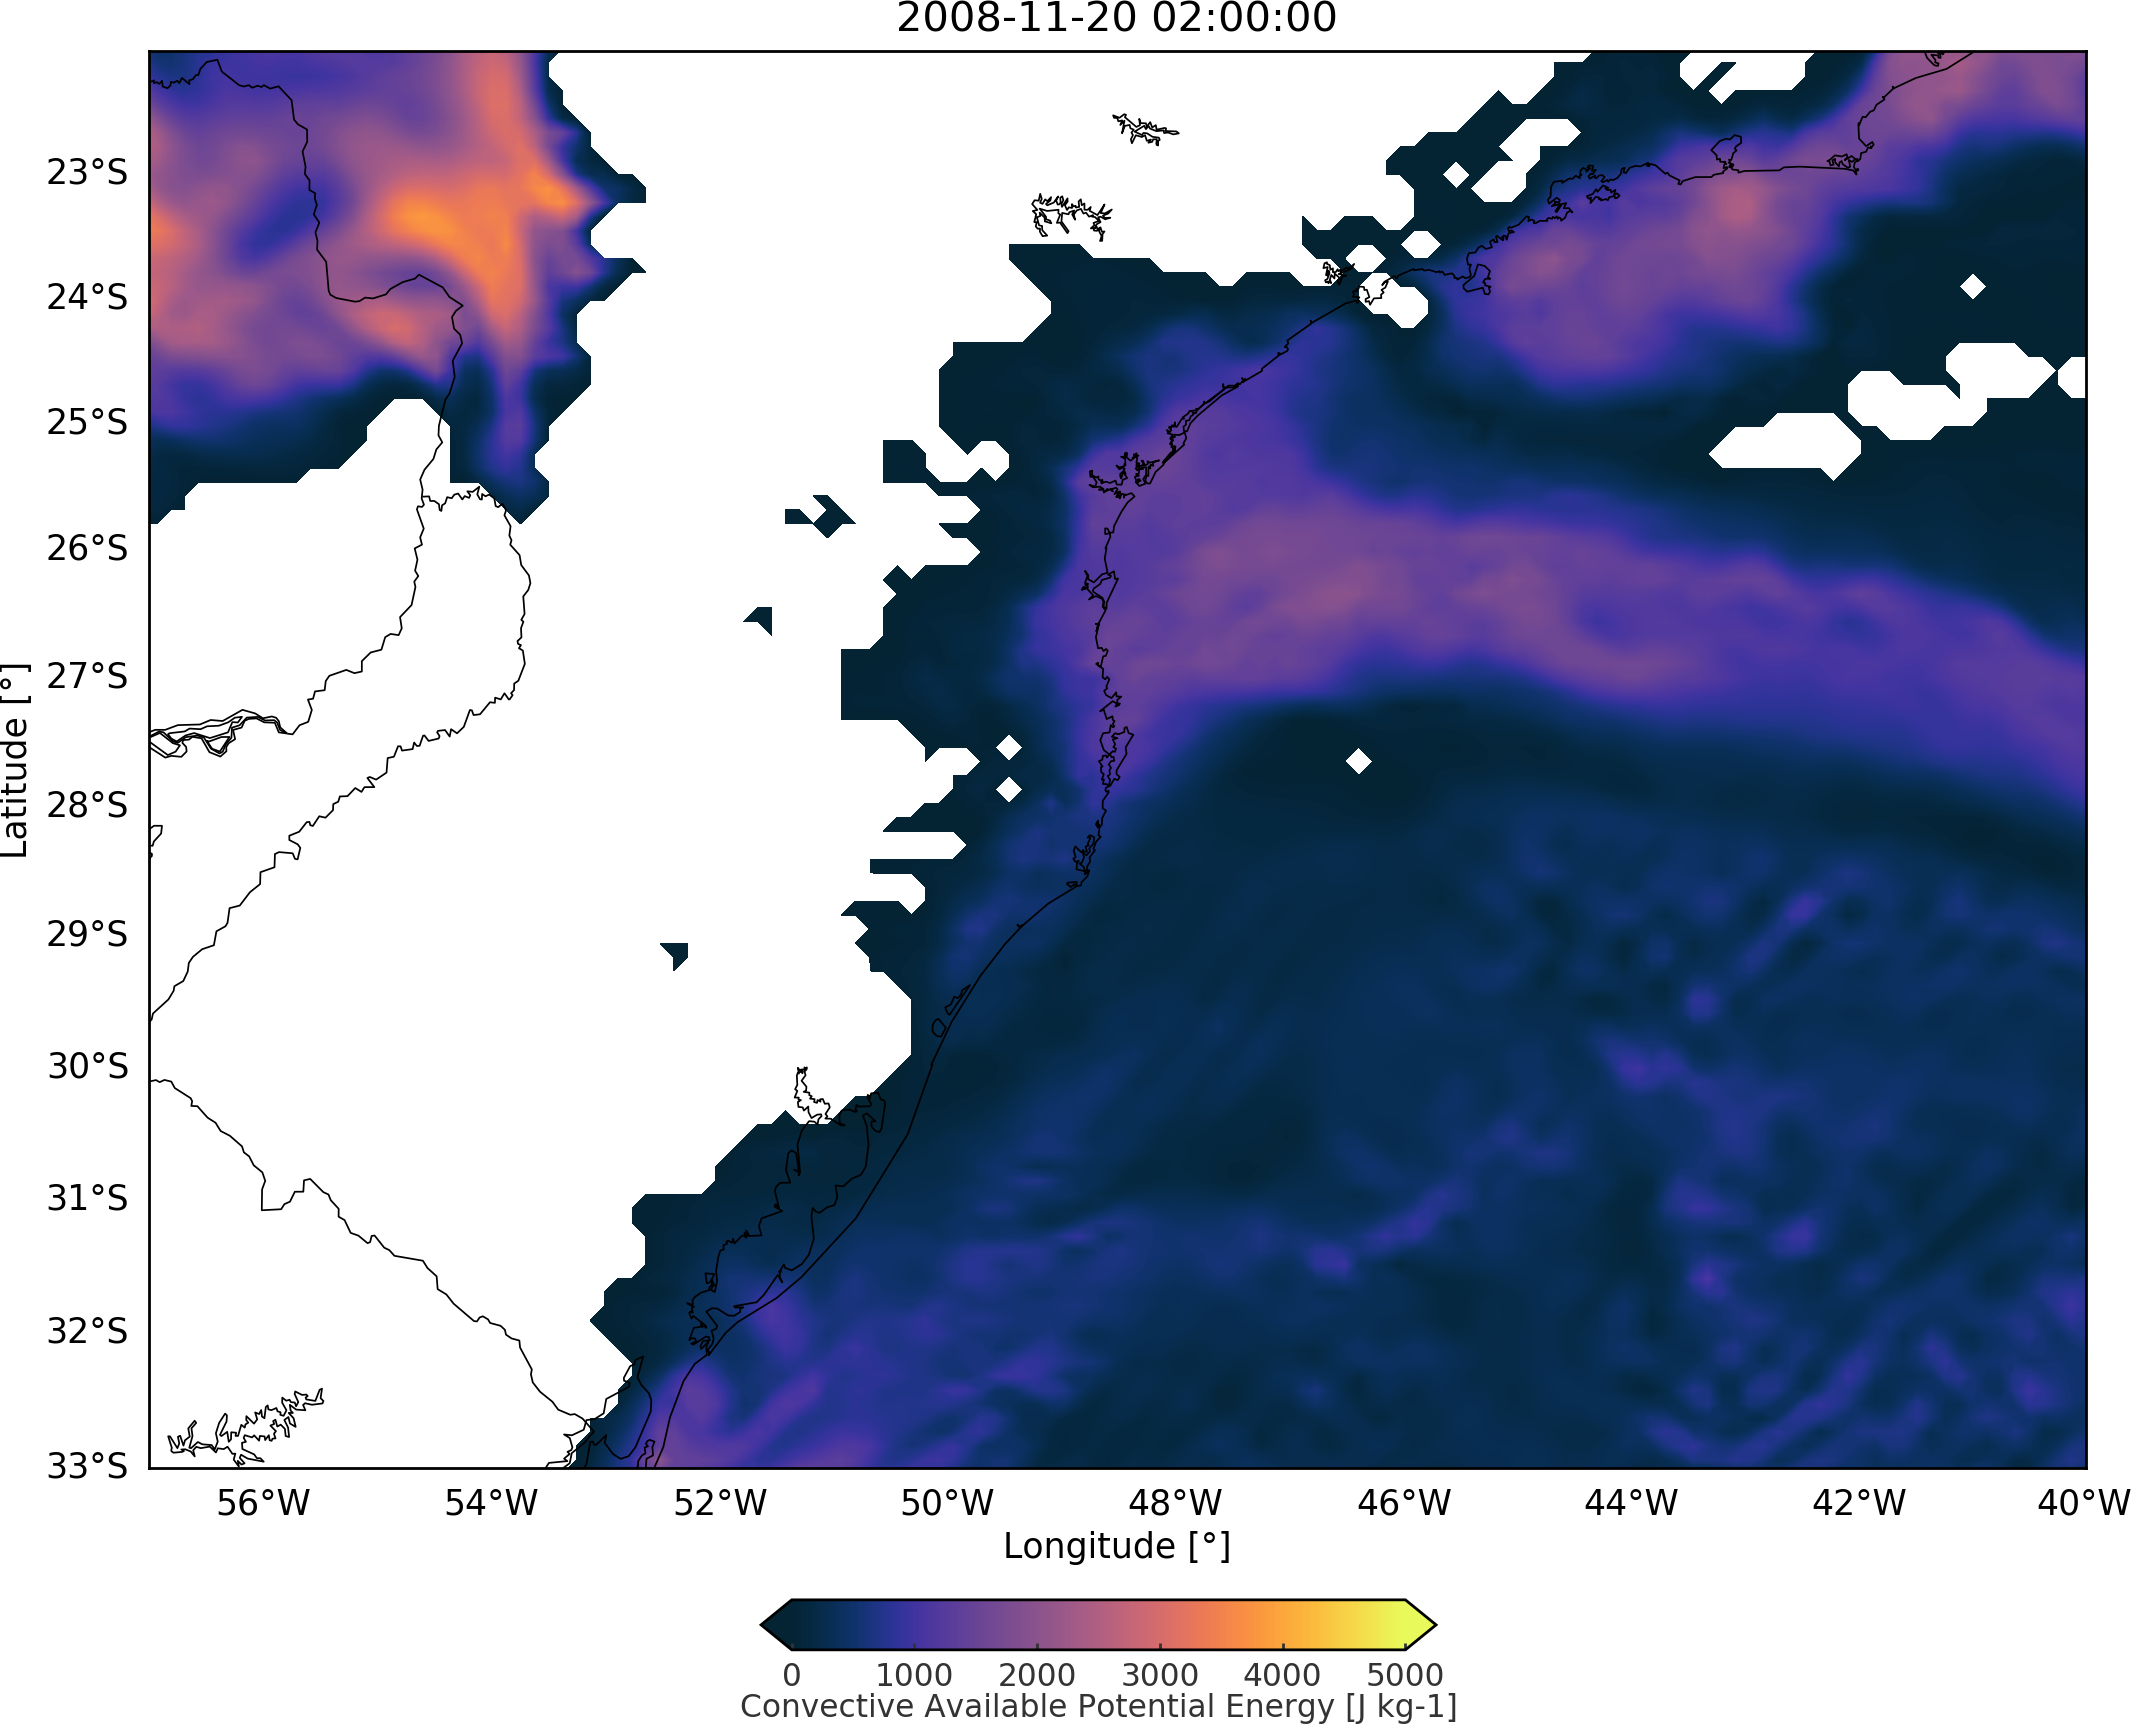 2008-11-20 02:00:00
23°S
24°S
25°S
26°S
27°S
28°S
29°S
30°S
31°S
32°S
33°S
Latitude [°]
56°W 54°W 52°W 50°W 48°W 46°W 44°W 42°W 40°W
Longitude [°]
0 1000 2000 3000 4000 5000
Convective Available Potential Energy [J kg-1]